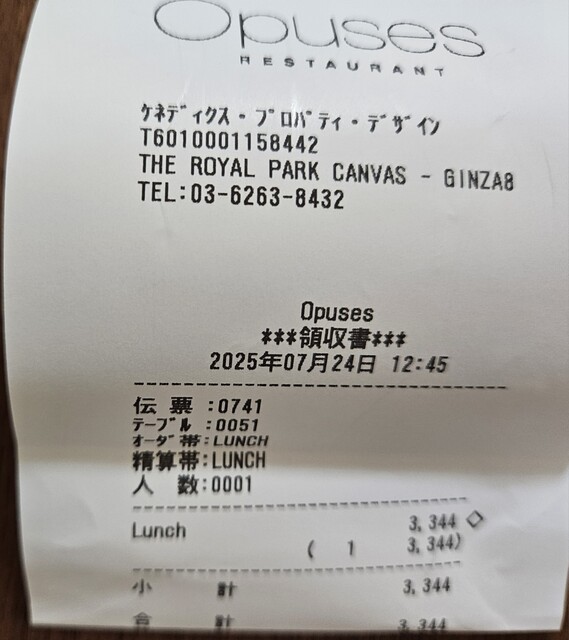 Opuses
RESTAURANT
ｹﾈﾃﾞｨｸｽ・ﾌﾟﾛﾊﾟﾃｨ・ﾃﾞｻﾞｲﾝ
T6010001158442
THE ROYAL PARK CANVAS - GINZA8
TEL:03-6263-8432
Opuses
***領収書***
2025年07月24日 12:45
伝 票 :0741
ﾃｰﾌﾞﾙ :0051
ｵｰﾀﾞ帯:LUNCH
精算帯:LUNCH
人 数:0001
Lunch 3,344 ◇
( 1 3,344)
小 計 3,344
合 計 3,344